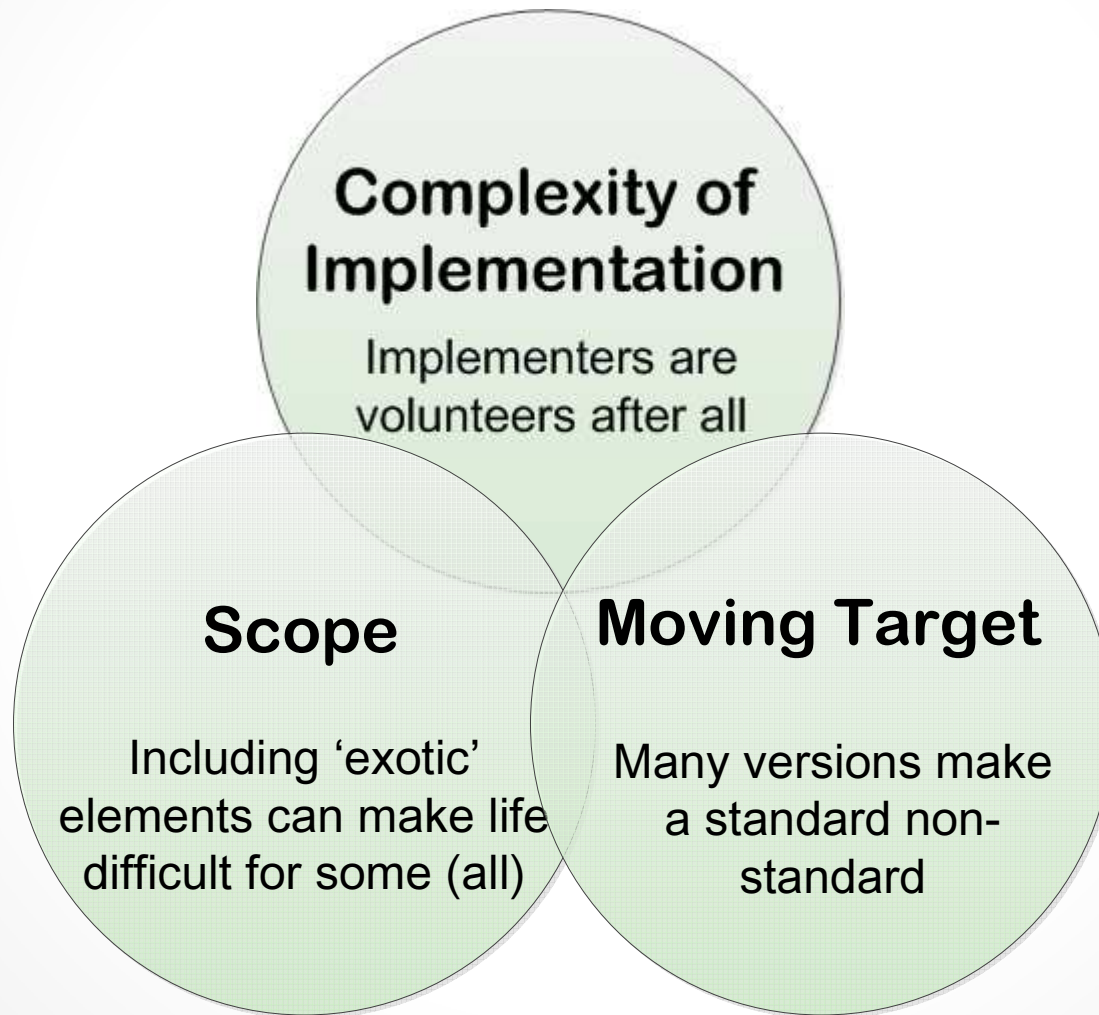 Complexity of
Implementation
Implementers are
volunteers after all
Scope
Including ‘exotic’
elements can make life
difficult for some (all)
Moving Target
Many versions make
a standard non-
standard